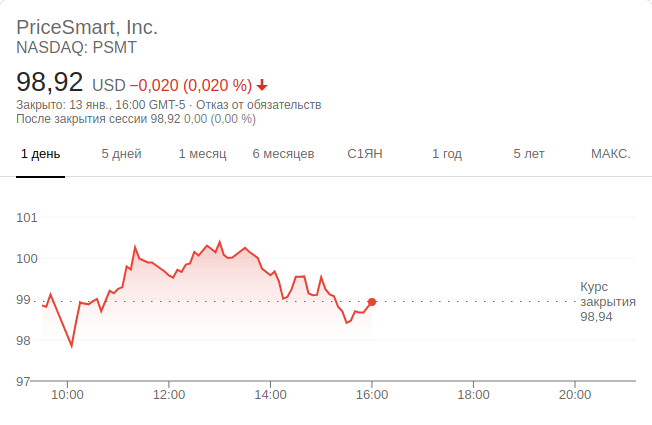 PriceSmart, Inc.
NASDAQ: PSMT
98,92 USD −0,020 (0,020 %)
Закрыто: 13 янв., 16:00 GMT-5 · Отказ от обязательств
После закрытия сессии 98,92 0,00 (0,00 %)
1 день 5 дней 1 месяц 6 месяцев С1ЯН 1 год 5 лет МАКС.
101
100
99
98
97
Курс
закрытия
98,94
10:00 12:00 14:00 16:00 18:00 20:00